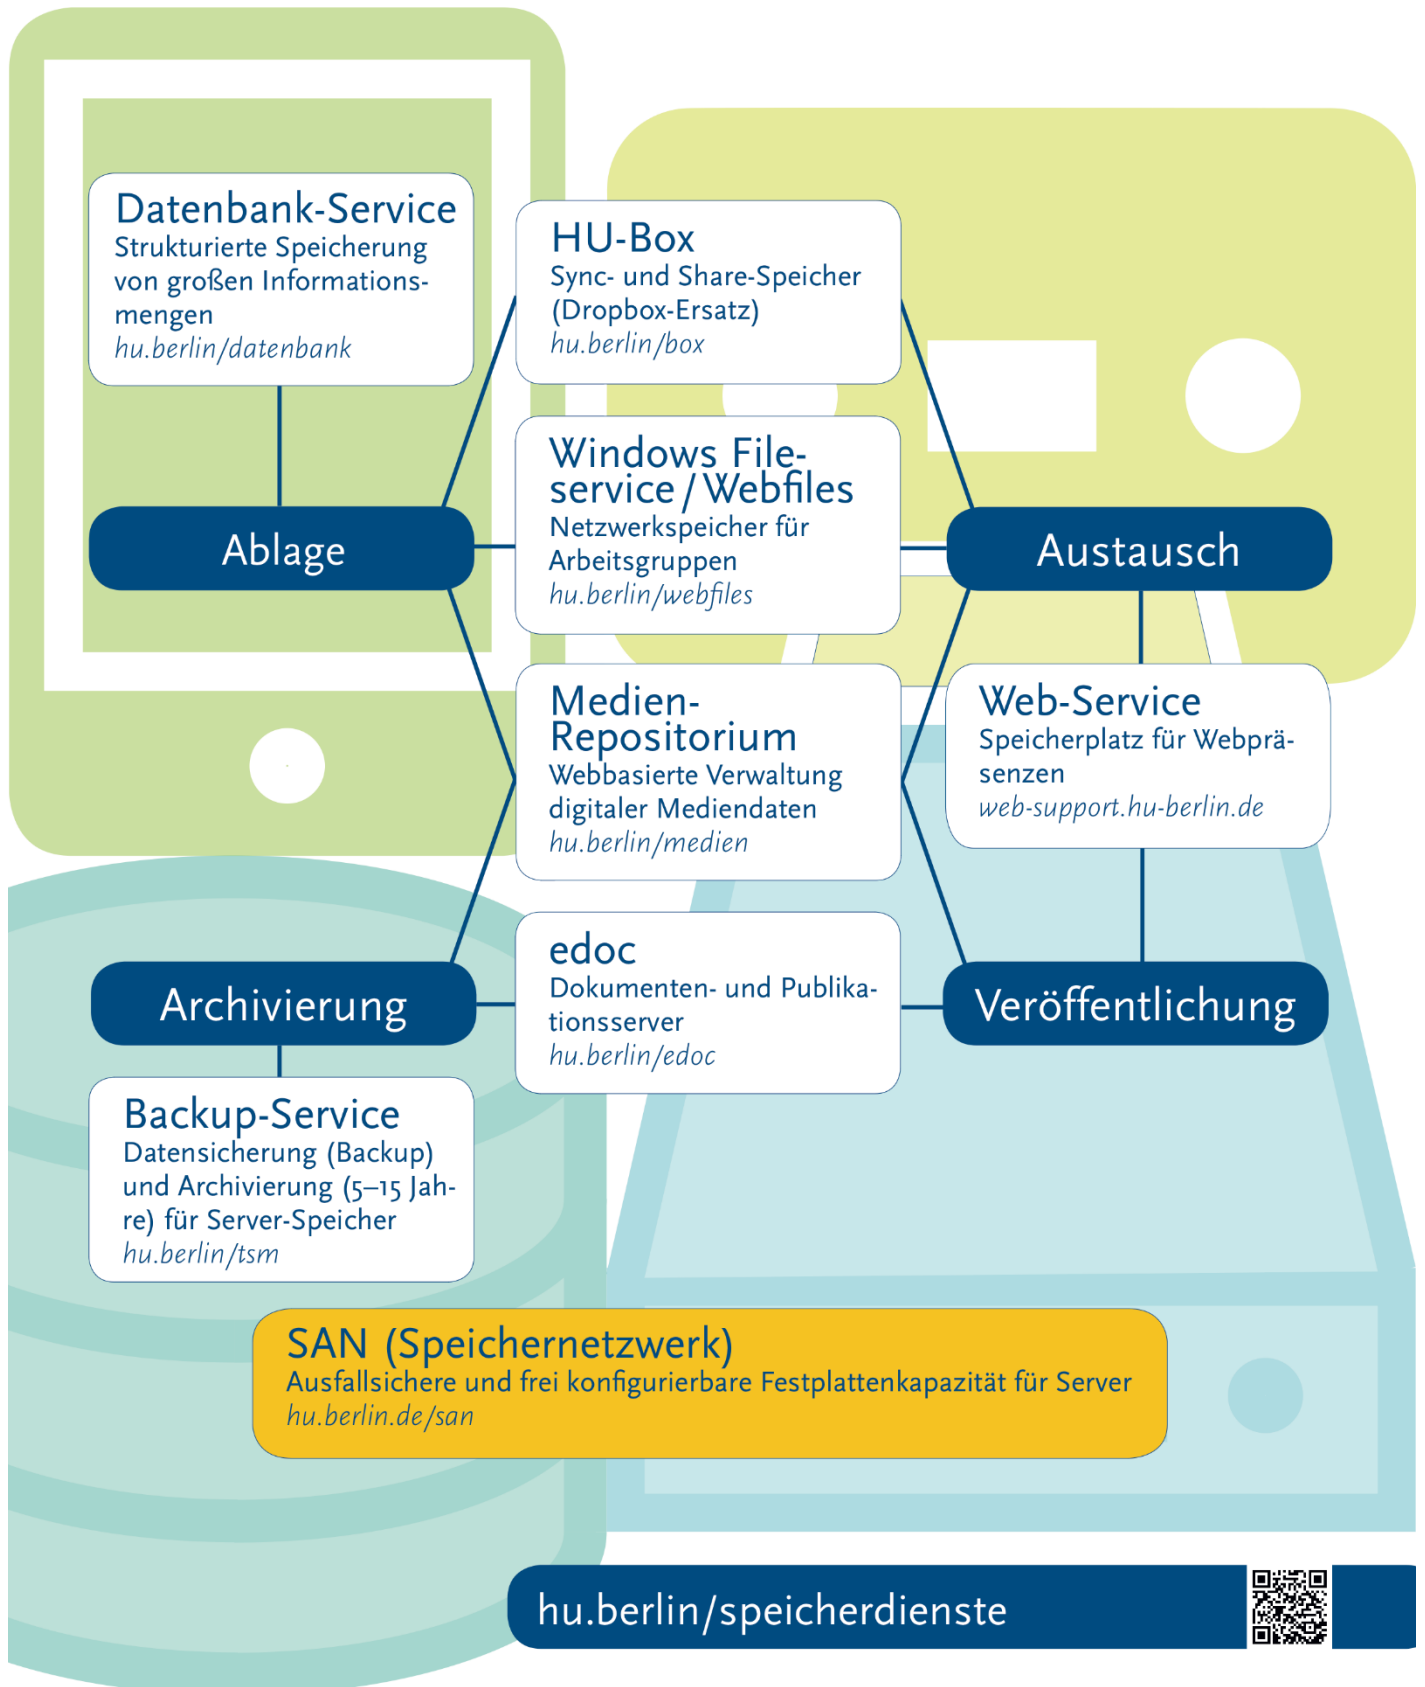 Datenbank-Service
Strukturierte Speicherung
von großen Informations-
mengen
hu.berlin/datenbank
HU-Box
Sync- und Share-Speicher
(Dropbox-Ersatz)
hu.berlin/box
Windows File-
service / Webfiles
Netzwerkspeicher für
Arbeitsgruppen
hu.berlin/webfiles
Ablage
Austausch
Medien-
Repositorium
Webbasierte Verwaltung
digitaler Mediendaten
hu.berlin/medien
Web-Service
Speicherplatz für Webprä-
senzen
web-support.hu-berlin.de
edoc
Dokumenten- und Publika-
tionsserver
hu.berlin/edoc
Archivierung
Veröffentlichung
Backup-Service
Datensicherung (Backup)
und Archivierung (5–15 Jah-
re) für Server-Speicher
hu.berlin/tsm
SAN (Speichernetzwerk)
Ausfallsichere und frei konfigurierbare Festplattenkapazität für Server
hu.berlin.de/san
hu.berlin/speicherdienste